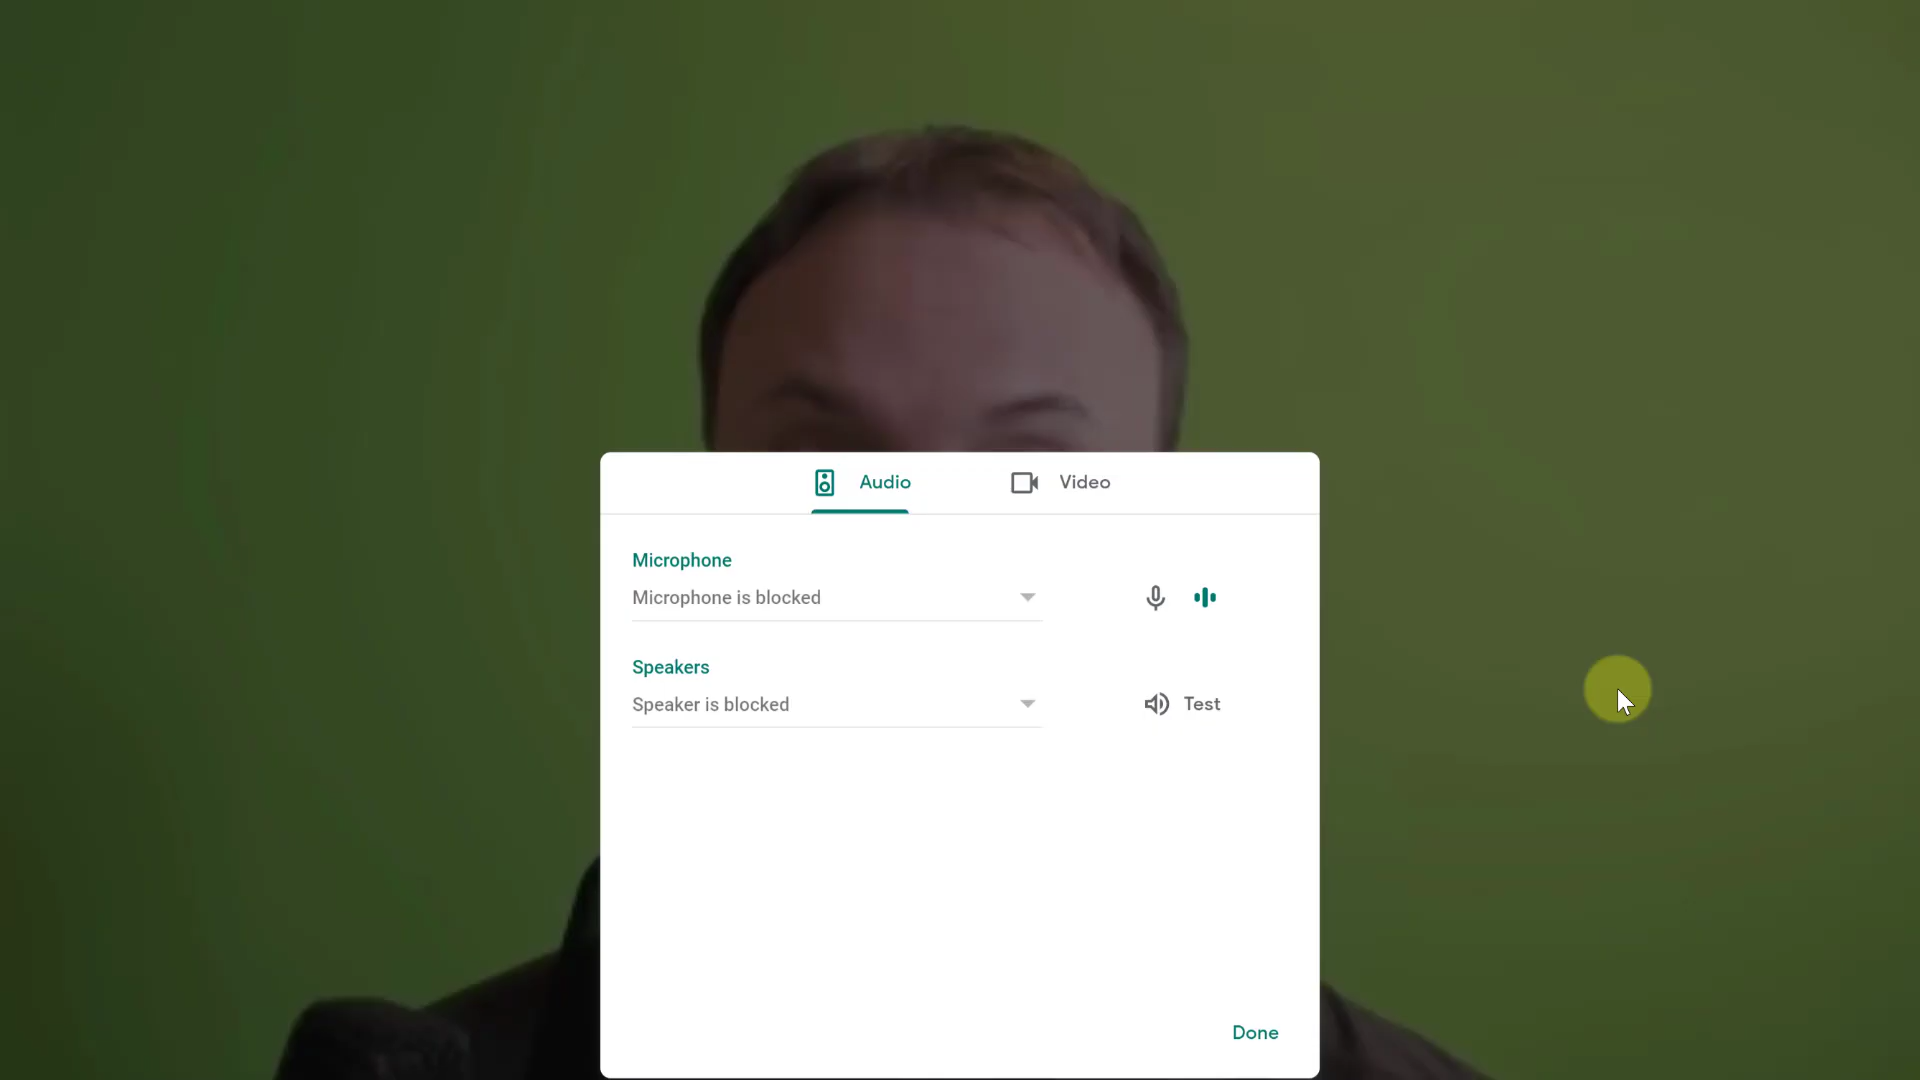 Audio
Video
Microphone
Microphone is blocked
Speakers
Speaker is blocked
Test
Done